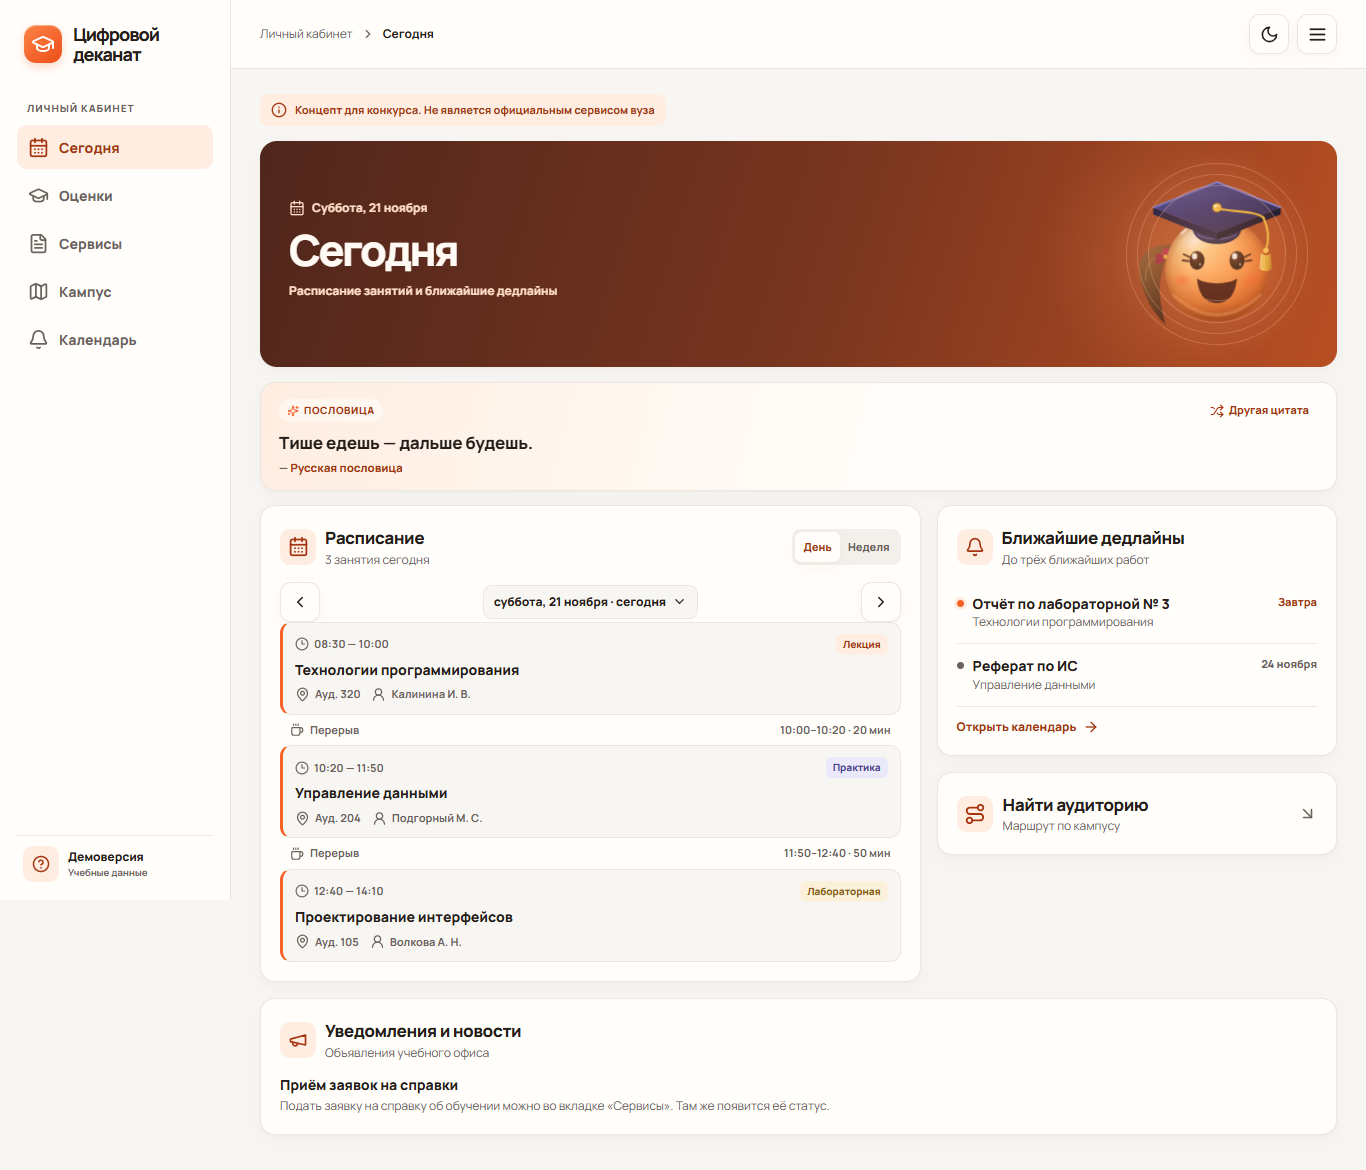 Цифровой
деканат
ЛИЧНЫЙ КАБИНЕТ
Сегодня
Оценки
Сервисы
Кампус
Календарь
Демоверсия
Учебные данные
Личный кабинет > Сегодня
Концепт для конкурса. Не является официальным сервисом вуза
Суббота, 21 ноября
Сегодня
Расписание занятий и ближайшие дедлайны
ПОСЛОВИЦА
Другая цитата
Тише едешь — дальше будешь.
— Русская пословица
Расписание
3 занятия сегодня
День Неделя
суббота, 21 ноября · сегодня
08:30 — 10:00 Лекция
Технологии программирования
Ауд. 320 Калинина И. В.
Перерыв 10:00–10:20 · 20 мин
10:20 — 11:50 Практика
Управление данными
Ауд. 204 Подгорный М. С.
Перерыв 11:50–12:40 · 50 мин
12:40 — 14:10 Лабораторная
Проектирование интерфейсов
Ауд. 105 Волкова А. Н.
Ближайшие дедлайны
До трёх ближайших работ
Отчёт по лабораторной № 3 Завтра
Технологии программирования
Реферат по ИС 24 ноября
Управление данными
Открыть календарь
Найти аудиторию
Маршрут по кампусу
Уведомления и новости
Объявления учебного офиса
Приём заявок на справки
Подать заявку на справку об обучении можно во вкладке «Сервисы». Там же появится её статус.